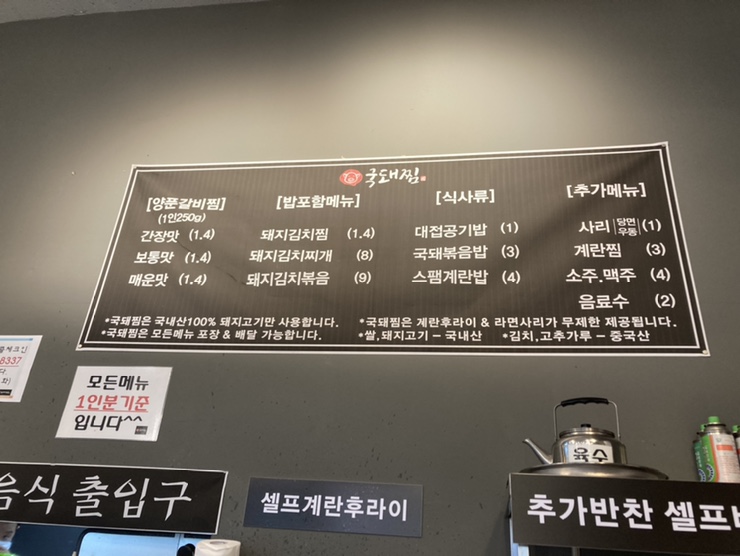 국돼찜
[양푼갈비찜]
(1인250g)
간장맛 (1.4)
보통맛 (1.4)
매운맛 (1.4)
[밥포함메뉴]
돼지김치찜 (1.4)
돼지김치찌개 (8)
돼지김치볶음 (9)
[식사류]
대접공기밥 (1)
국돼볶음밥 (3)
스팸계란밥 (4)
[추가메뉴]
사리 당면 우동 (1)
계란찜 (3)
소주.맥주 (4)
음료수 (2)
*국돼찜은 국내산100% 돼지고기만 사용합니다.
*국돼찜은 모든메뉴 포장 & 배달 가능합니다.
*국돼찜은 계란후라이 & 라면사리가 무제한 제공됩니다.
*쌀,돼지고기 – 국내산 *김치,고추가루 – 중국산
8337
모든메뉴
1인분기준
입니다^^
육수
음식 출입구
셀프계란후라이
추가반찬 셀프